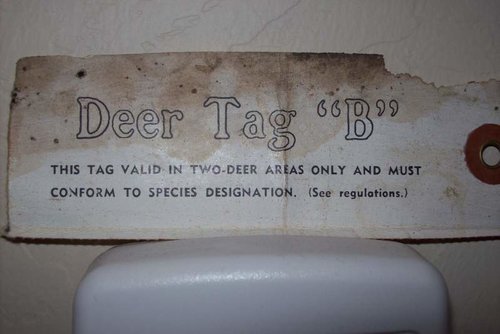 Deer Tag “B”
THIS TAG VALID IN TWO-DEER AREAS ONLY AND MUST
CONFORM TO SPECIES DESIGNATION. (See regulations.)